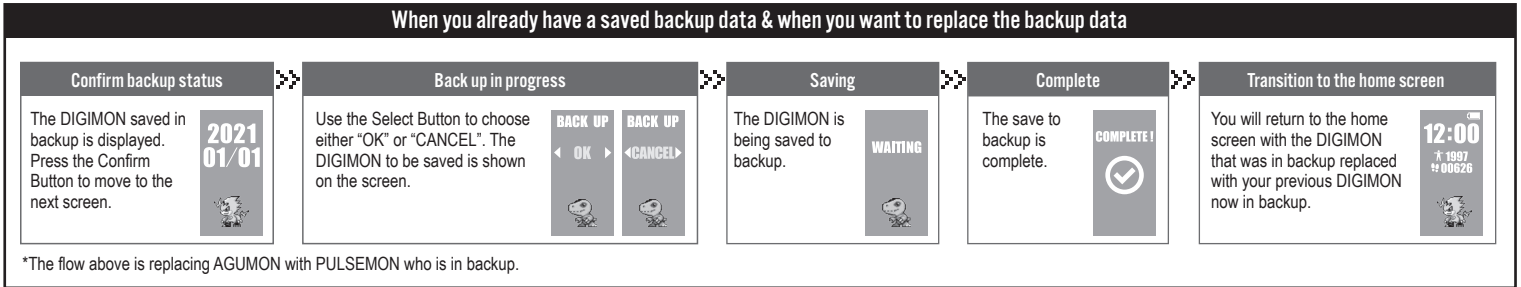 When you already have a saved backup data & when you want to replace the backup data
Confirm backup status
The DIGIMON saved in
backup is displayed.
Press the Confirm
Button to move to the
next screen.
2021
01/01
Back up in progress
Use the Select Button to choose
either “OK” or “CANCEL”. The
DIGIMON to be saved is shown
on the screen.
BACK UP
OK
BACK UP
CANCEL
Saving
The DIGIMON is
being saved to
backup.
WAITING
Complete
The save to
backup is
complete.
COMPLETE !
Transition to the home screen
You will return to the home
screen with the DIGIMON
that was in backup replaced
with your previous DIGIMON
now in backup.
12:00
1997
00626
*The flow above is replacing AGUMON with PULSEMON who is in backup.